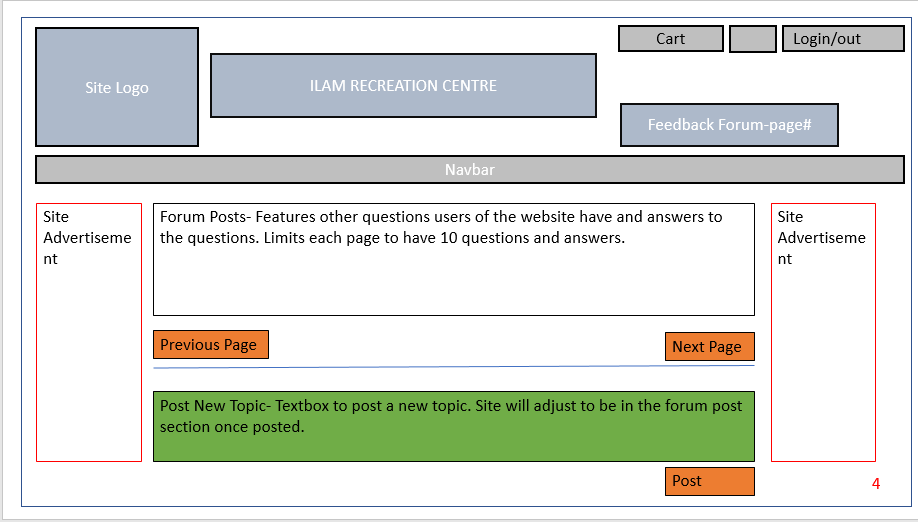 Site Logo
ILAM RECREATION CENTRE
Cart
Login/out
Feedback Forum-page#
Navbar
Site
Advertiseme
nt
Forum Posts- Features other questions users of the website have and answers to
the questions. Limits each page to have 10 questions and answers.
Site
Advertiseme
nt
Previous Page
Next Page
Post New Topic- Textbox to post a new topic. Site will adjust to be in the forum post
section once posted.
Post
4